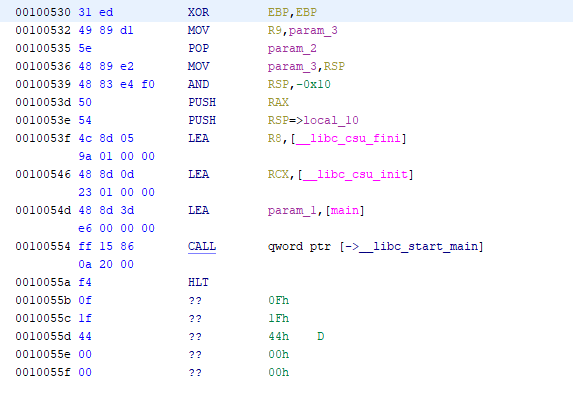 00100530 31 ed XOR EBP,EBP
00100532 49 89 d1 MOV R9,param_3
00100535 5e POP param_2
00100536 48 89 e2 MOV param_3,RSP
00100539 48 83 e4 f0 AND RSP,-0x10
0010053d 50 PUSH RAX
0010053e 54 PUSH RSP=>local_10
0010053f 4c 8d 05 LEA R8,[__libc_csu_fini]
9a 01 00 00
00100546 48 8d 0d LEA RCX,[__libc_csu_init]
23 01 00 00
0010054d 48 8d 3d LEA param_1,[main]
e6 00 00 00
00100554 ff 15 86 CALL qword ptr [->__libc_start_main]
0a 20 00
0010055a f4 HLT
0010055b 0f ?? 0Fh
0010055c 1f ?? 1Fh
0010055d 44 ?? 44h D
0010055e 00 ?? 00h
0010055f 00 ?? 00h